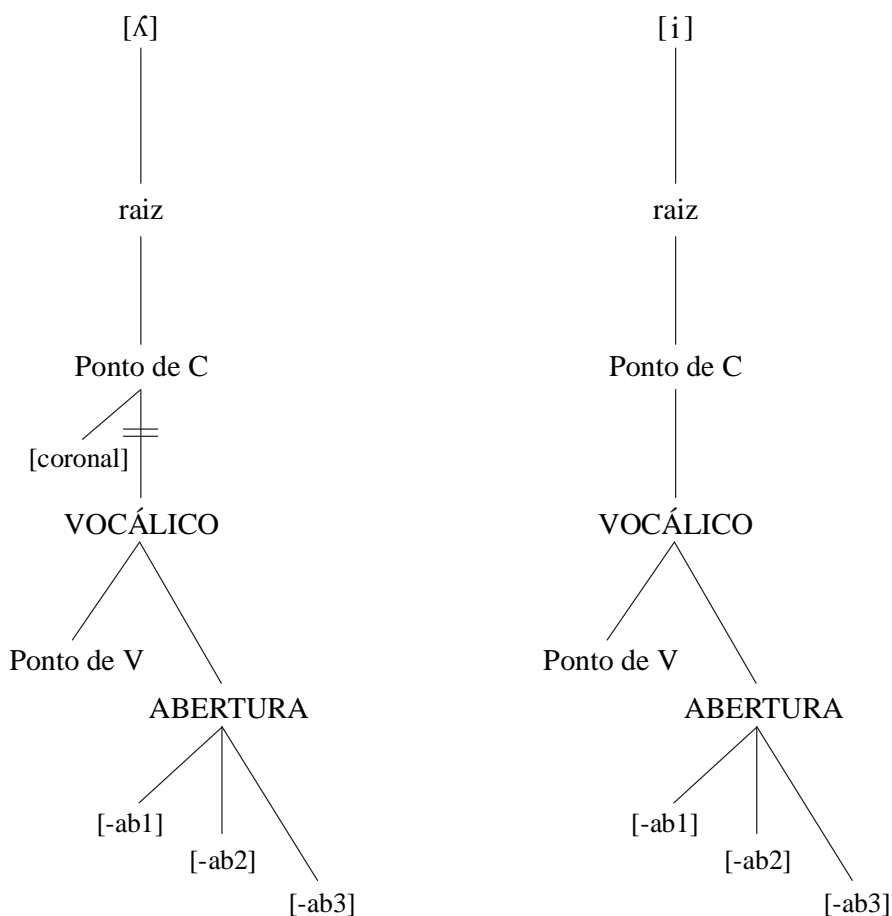 [ʎ] [i]
raiz raiz
Ponto de C Ponto de C
[coronal]
VOCÁLICO VOCÁLICO
Ponto de V Ponto de V
ABERTURA ABERTURA
[-ab1] [-ab1]
[-ab2] [-ab2]
[-ab3] [-ab3]